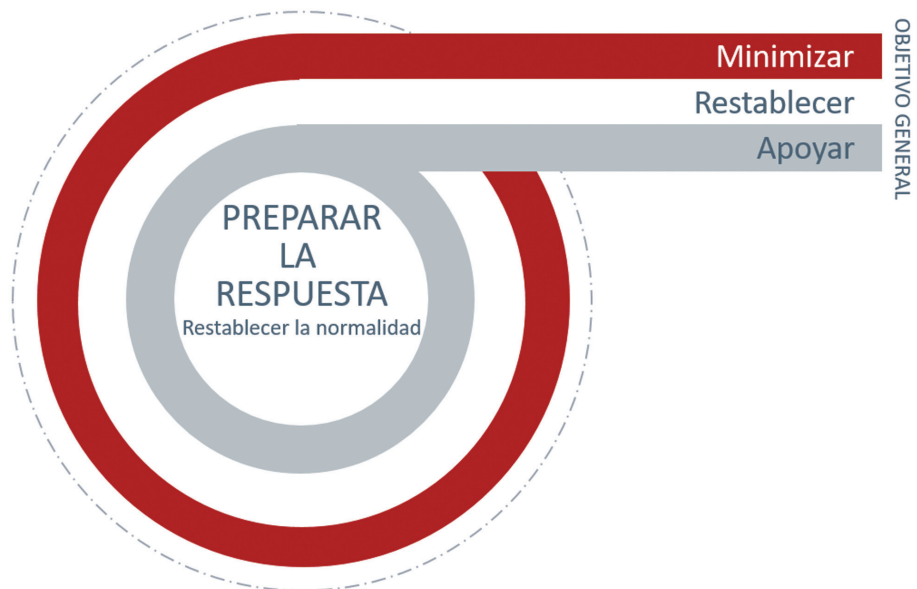 Minimizar
Restablecer
Apoyar
OBJETIVO GENERAL
PREPARAR
LA
RESPUESTA
Restablecer la normalidad